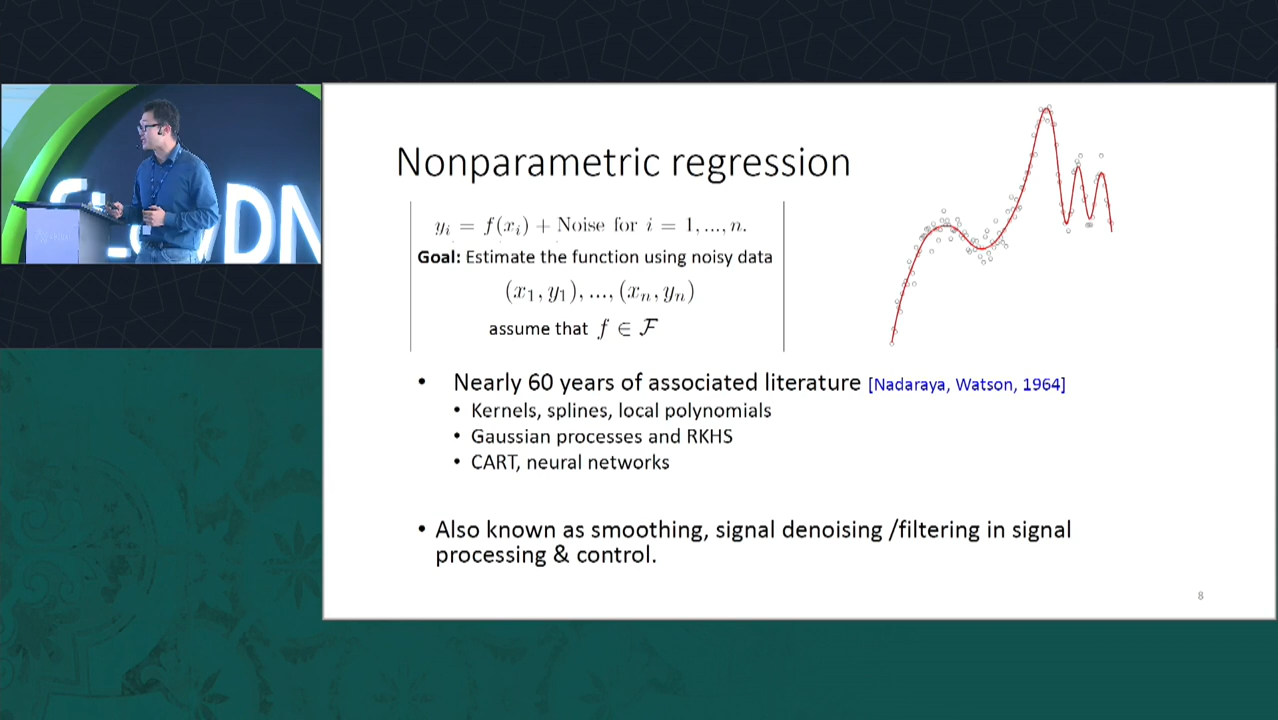 Nonparametric regression
yᵢ = f(xᵢ) + Noise for i = 1, ..., n.
Goal: Estimate the function using noisy data
(x₁, y₁), ..., (xₙ, yₙ)
assume that f ∈ ℱ
• Nearly 60 years of associated literature [Nadaraya, Watson, 1964]
• Kernels, splines, local polynomials
• Gaussian processes and RKHS
• CART, neural networks
• Also known as smoothing, signal denoising /filtering in signal
processing & control.
8